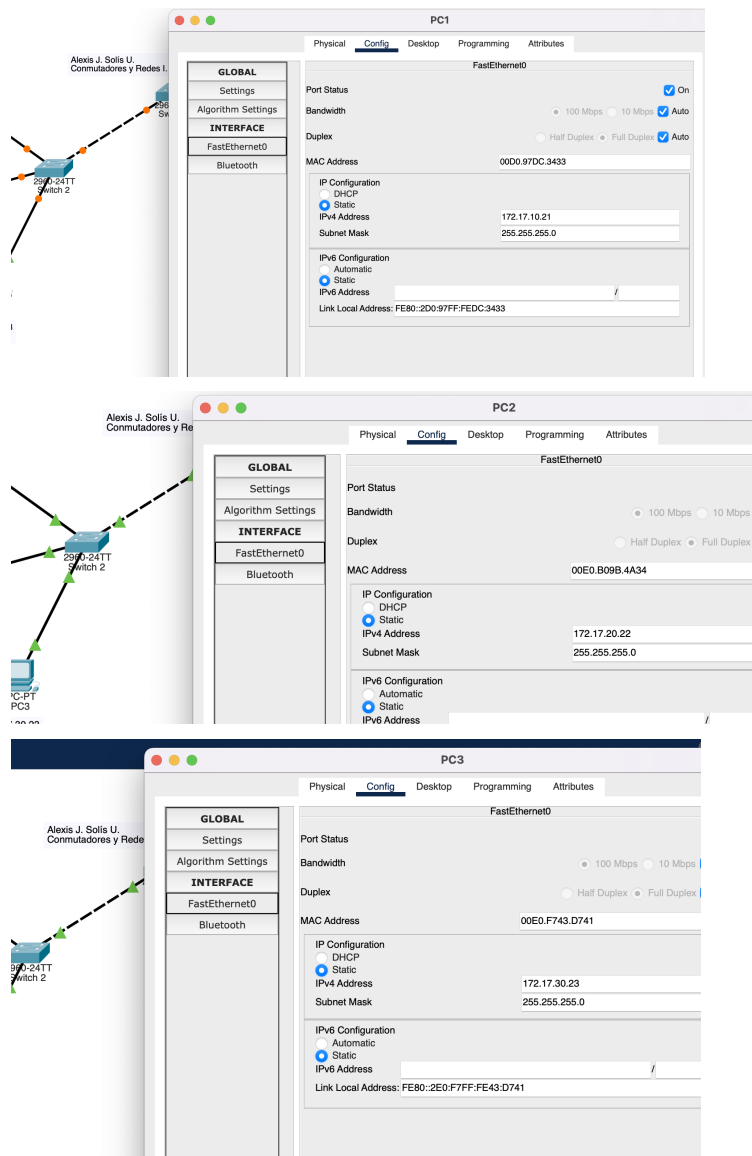 PC1
Physical Config Desktop Programming Attributes
Alexis J. Solís U.
Conmutadores y Redes I.
GLOBAL
Settings
Algorithm Settings
INTERFACE
FastEthernet0
Bluetooth
FastEthernet0
Port Status On
Bandwidth 100 Mbps 10 Mbps Auto
Duplex Half Duplex Full Duplex Auto
MAC Address 00D0.97DC.3433
IP Configuration
DHCP
Static
IPv4 Address 172.17.10.21
Subnet Mask 255.255.255.0
IPv6 Configuration
Automatic
Static
IPv6 Address /
Link Local Address: FE80::2D0:97FF:FEDC:3433
296
Sw
2960-24TT
Switch 2
PC2
Physical Config Desktop Programming Attributes
Alexis J. Solís U.
Conmutadores y Re
GLOBAL
Settings
Algorithm Settings
INTERFACE
FastEthernet0
Bluetooth
FastEthernet0
Port Status
Bandwidth 100 Mbps 10 Mbps
Duplex Half Duplex Full Duplex
MAC Address 00E0.B09B.4A34
IP Configuration
DHCP
Static
IPv4 Address 172.17.20.22
Subnet Mask 255.255.255.0
IPv6 Configuration
Automatic
Static
IPv6 Address /
2960-24TT
Switch 2
PC-PT
PC3
PC3
Physical Config Desktop Programming Attributes
Alexis J. Solís U.
Conmutadores y Rede
GLOBAL
Settings
Algorithm Settings
INTERFACE
FastEthernet0
Bluetooth
FastEthernet0
Port Status
Bandwidth 100 Mbps 10 Mbps
Duplex Half Duplex Full Duplex
MAC Address 00E0.F743.D741
IP Configuration
DHCP
Static
IPv4 Address 172.17.30.23
Subnet Mask 255.255.255.0
IPv6 Configuration
Automatic
Static
IPv6 Address /
Link Local Address: FE80::2E0:F7FF:FE43:D741
960-24TT
Switch 2